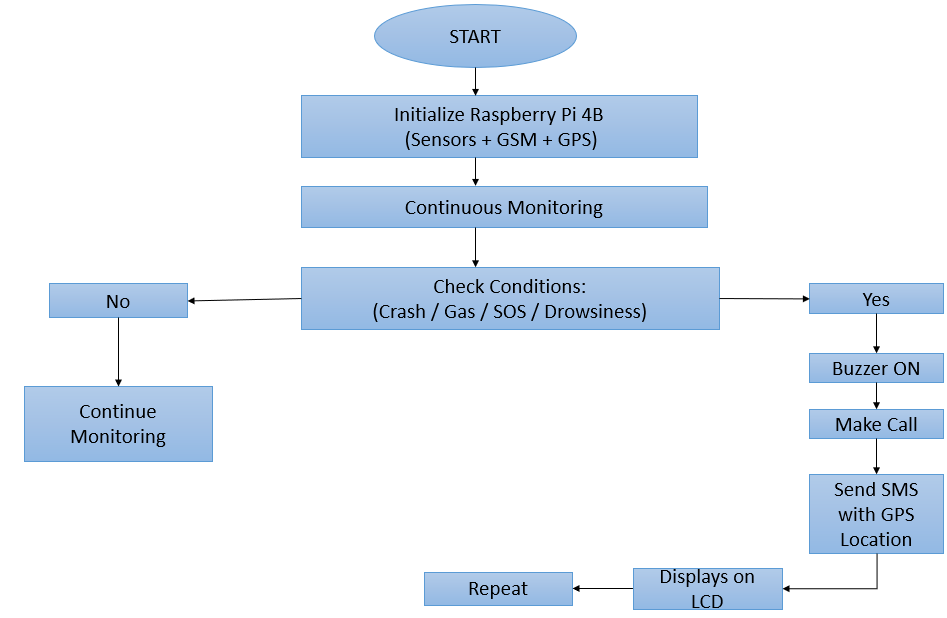 START
Initialize Raspberry Pi 4B
(Sensors + GSM + GPS)
Continuous Monitoring
Check Conditions:
(Crash / Gas / SOS / Drowsiness)
No
Continue
Monitoring
Yes
Buzzer ON
Make Call
Send SMS
with GPS
Location
Displays on
LCD
Repeat